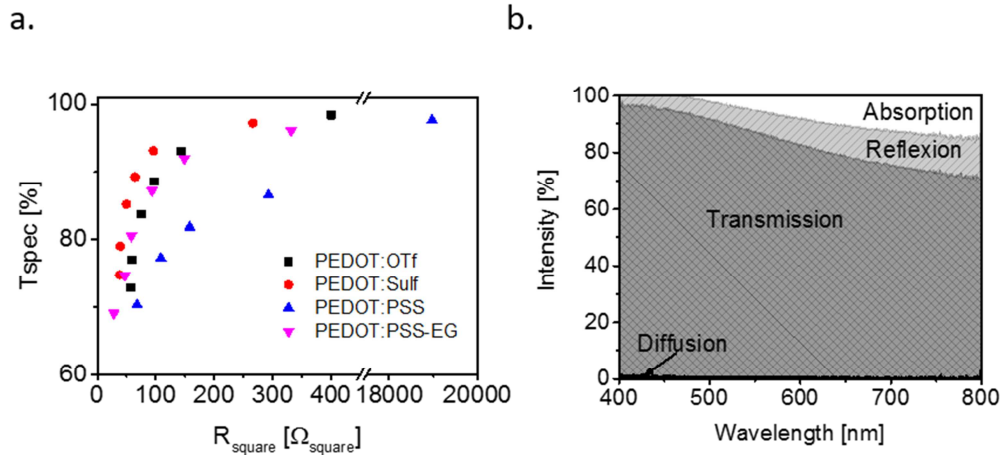 a.
b.
100
80
60
Tspec [%]
0
100
200
300
400
18000
20000
R_square [Ω_square]
PEDOT:OTf
PEDOT:Sulf
PEDOT:PSS
PEDOT:PSS-EG
100
80
60
40
20
0
Intensity [%]
Absorption
Reflexion
Transmission
Diffusion
400
500
600
700
800
Wavelength [nm]